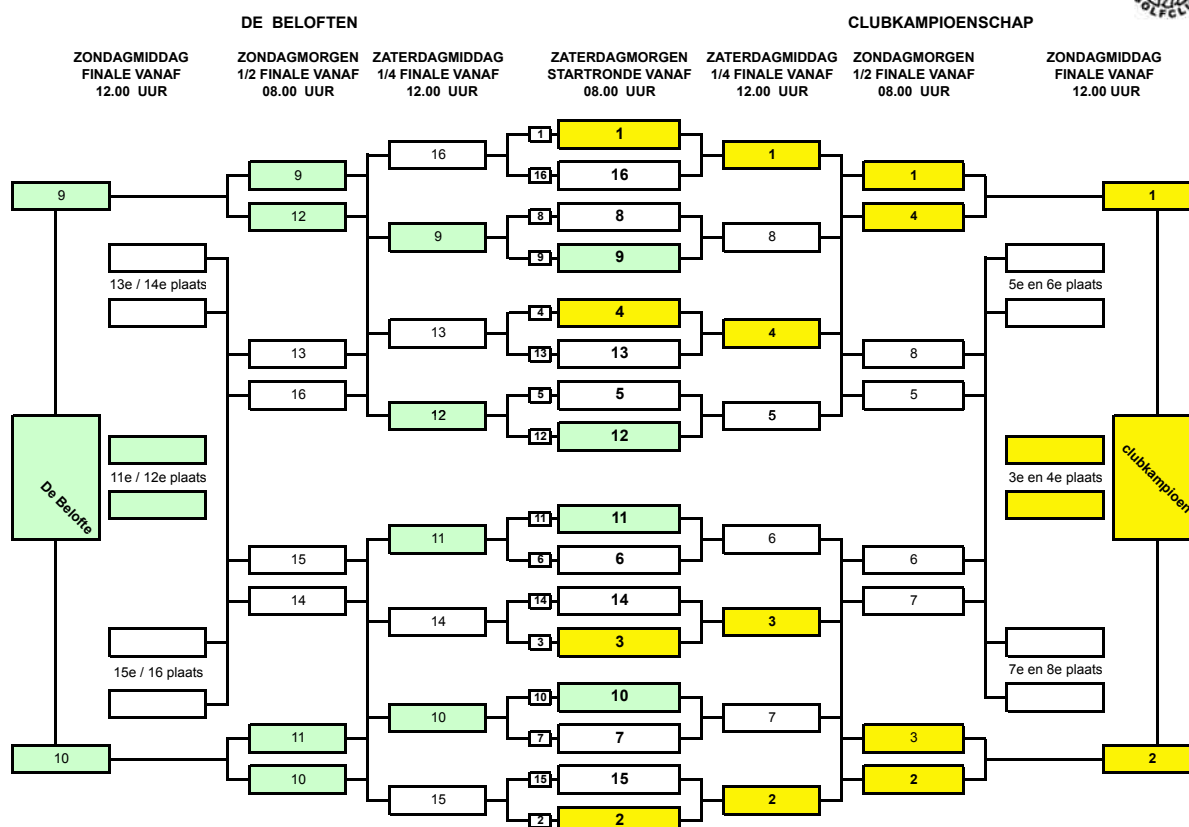 DE BELOFTEN CLUBKAMPIOENSCHAP
OLFCL
ZONDAGMIDDAG ZONDAGMORGEN ZATERDAGMIDDAG ZATERDAGMORGEN ZATERDAGMIDDAG ZONDAGMORGEN ZONDAGMIDDAG
FINALE VANAF 1/2 FINALE VANAF 1/4 FINALE VANAF STARTRONDE VANAF 1/4 FINALE VANAF 1/2 FINALE VANAF FINALE VANAF
12.00 UUR 08.00 UUR 12.00 UUR 08.00 UUR 12.00 UUR 08.00 UUR 12.00 UUR
1 1
16 1
9 16 16 1
9 1
12 8 8 4
9 8
9 9
13e / 14e plaats 5e en 6e plaats
4 4
13 4
13 13 13 8
16 5 5 5
12 5
12 12
11e / 12e plaats 3e en 4e plaats
De Belofte clubkampioen
11 11
11 6
15 6 6 6
14 14 14 7
14 3
3 3
15e / 16 plaats 7e en 8e plaats
10 10
10 7
11 7 7 3
10 2
10 15 15 2
15 2
2 2